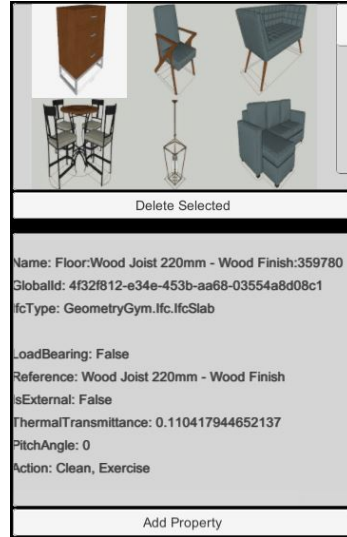 Delete Selected
Name: Floor:Wood Joist 220mm - Wood Finish:359780
GlobalId: 4f32f812-e34e-453b-aa68-03554a8d08c1
IfcType: GeometryGym.Ifc.IfcSlab
LoadBearing: False
Reference: Wood Joist 220mm - Wood Finish
IsExternal: False
ThermalTransmittance: 0.110417944652137
PitchAngle: 0
Action: Clean, Exercise
Add Property